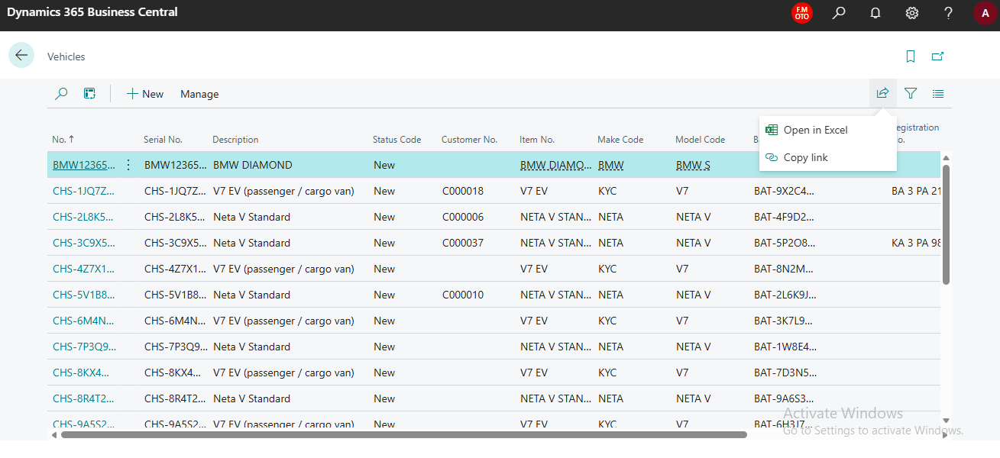 Dynamics 365 Business Central
F.M
OTO
?
A
Vehicles
New Manage
Open in Excel
Copy link
No. ↑ Serial No. Description Status Code Customer No. Item No. Make Code Model Code
BMW12365... BMW12365... BMW DIAMOND New BMW DIAMO... BMW BMW S
CHS-1JQ7Z... CHS-1JQ7Z... V7 EV (passenger / cargo van) New C000018 V7 EV KYC V7 BAT-9X2C4... BA 3 PA 21
CHS-2L8K5... CHS-2L8K5... Neta V Standard New C000006 NETA V STAN... NETA NETA V BAT-4F9D2...
CHS-3C9X5... CHS-3C9X5... Neta V Standard New C000037 NETA V STAN... NETA NETA V BAT-5P2O8... KA 3 PA 98
CHS-4Z7X1... CHS-4Z7X1... V7 EV (passenger / cargo van) New V7 EV KYC V7 BAT-8N2M...
CHS-5V1B8... CHS-5V1B8... Neta V Standard New C000010 NETA V STAN... NETA NETA V BAT-2L6K9J...
CHS-6M4N... CHS-6M4N... V7 EV (passenger / cargo van) New V7 EV KYC V7 BAT-3K7L9...
CHS-7P3Q9... CHS-7P3Q9... Neta V Standard New NETA V STAN... NETA NETA V BAT-1W8E4...
CHS-8KX4... CHS-8KX4... V7 EV (passenger / cargo van) New V7 EV KYC V7 BAT-7D3N5...
CHS-8R4T2... CHS-8R4T2... Neta V Standard New NETA V STAN... NETA NETA V BAT-9A6S3...
CHS-9A5S2... CHS-9A5S2... V7 EV (passenger / cargo van) New V7 EV KYC V7 BAT-6H3J7...
Activate Windows
Go to Settings to activate Windows.